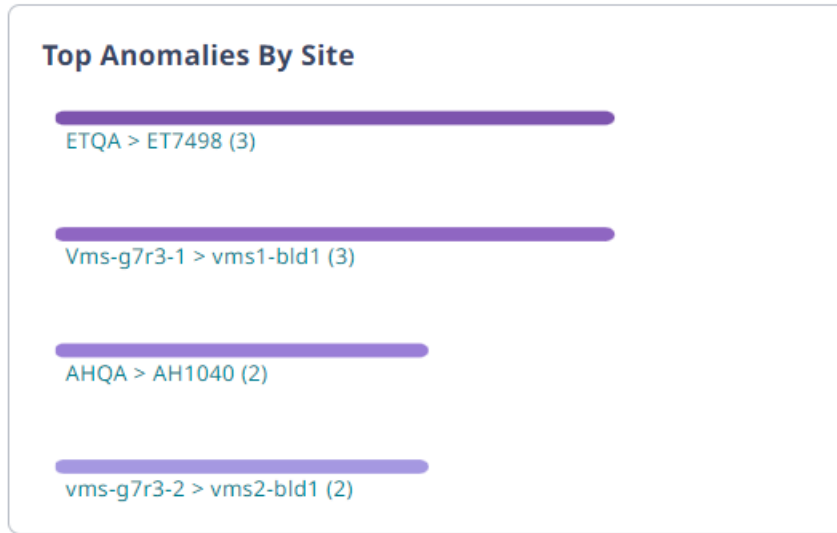 Top Anomalies By Site
ETQA > ET7498 (3)
Vms-g7r3-1 > vms1-bld1 (3)
AHQA > AH1040 (2)
vms-g7r3-2 > vms2-bld1 (2)